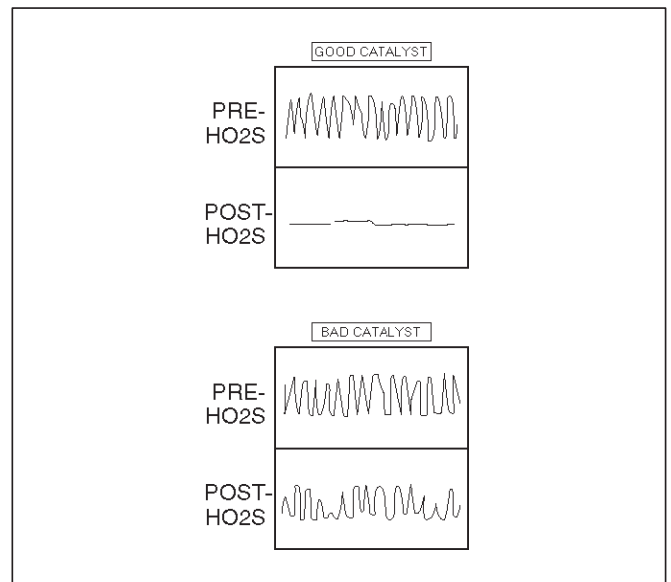 GOOD CATALYST
PRE-
HO2S
POST-
HO2S
BAD CATALYST
PRE-
HO2S
POST-
HO2S